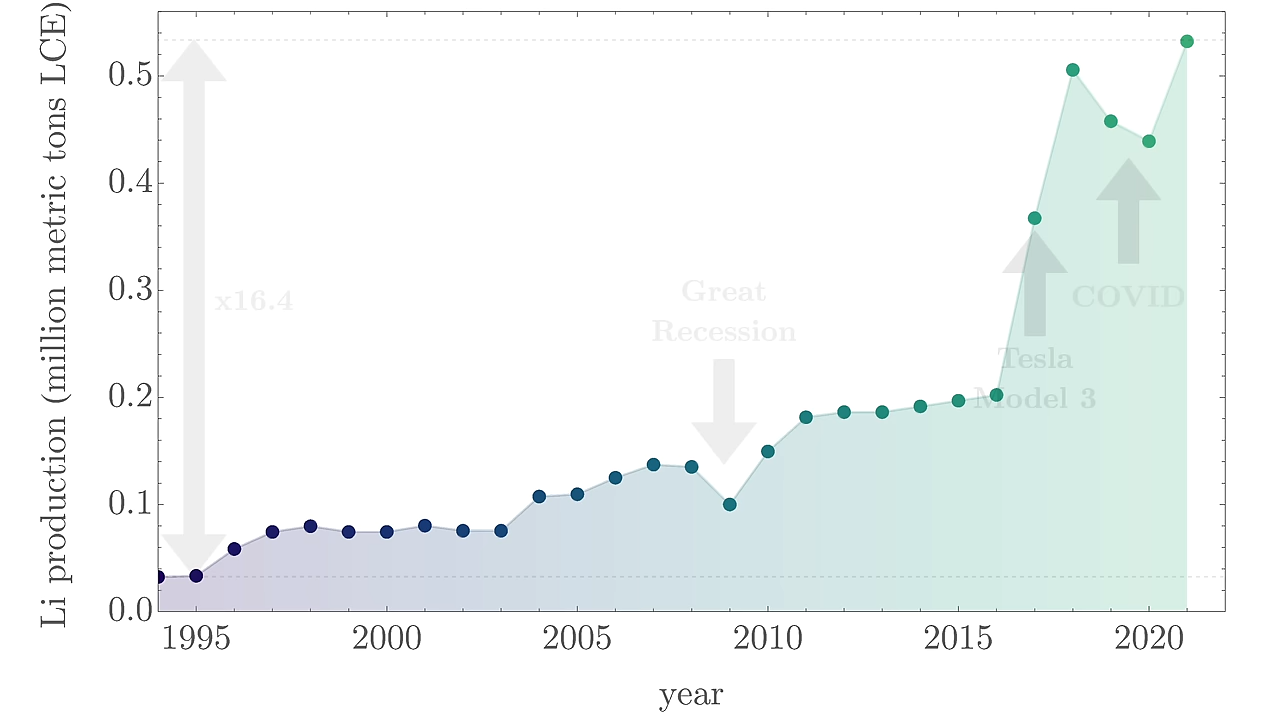 Li production (million metric tons LCE)
0.5
0.4
0.3
0.2
0.1
0.0
x16.4
Great
Recession
COVID
Tesla
Model 3
1995 2000 2005 2010 2015 2020
year